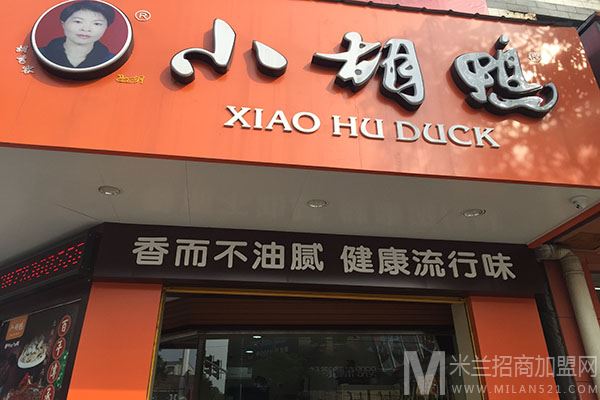 ®
小胡鸭
XIAO HU DUCK
香而不油腻 健康流行味
米兰招商加盟网
WWW.MILAN521.COM